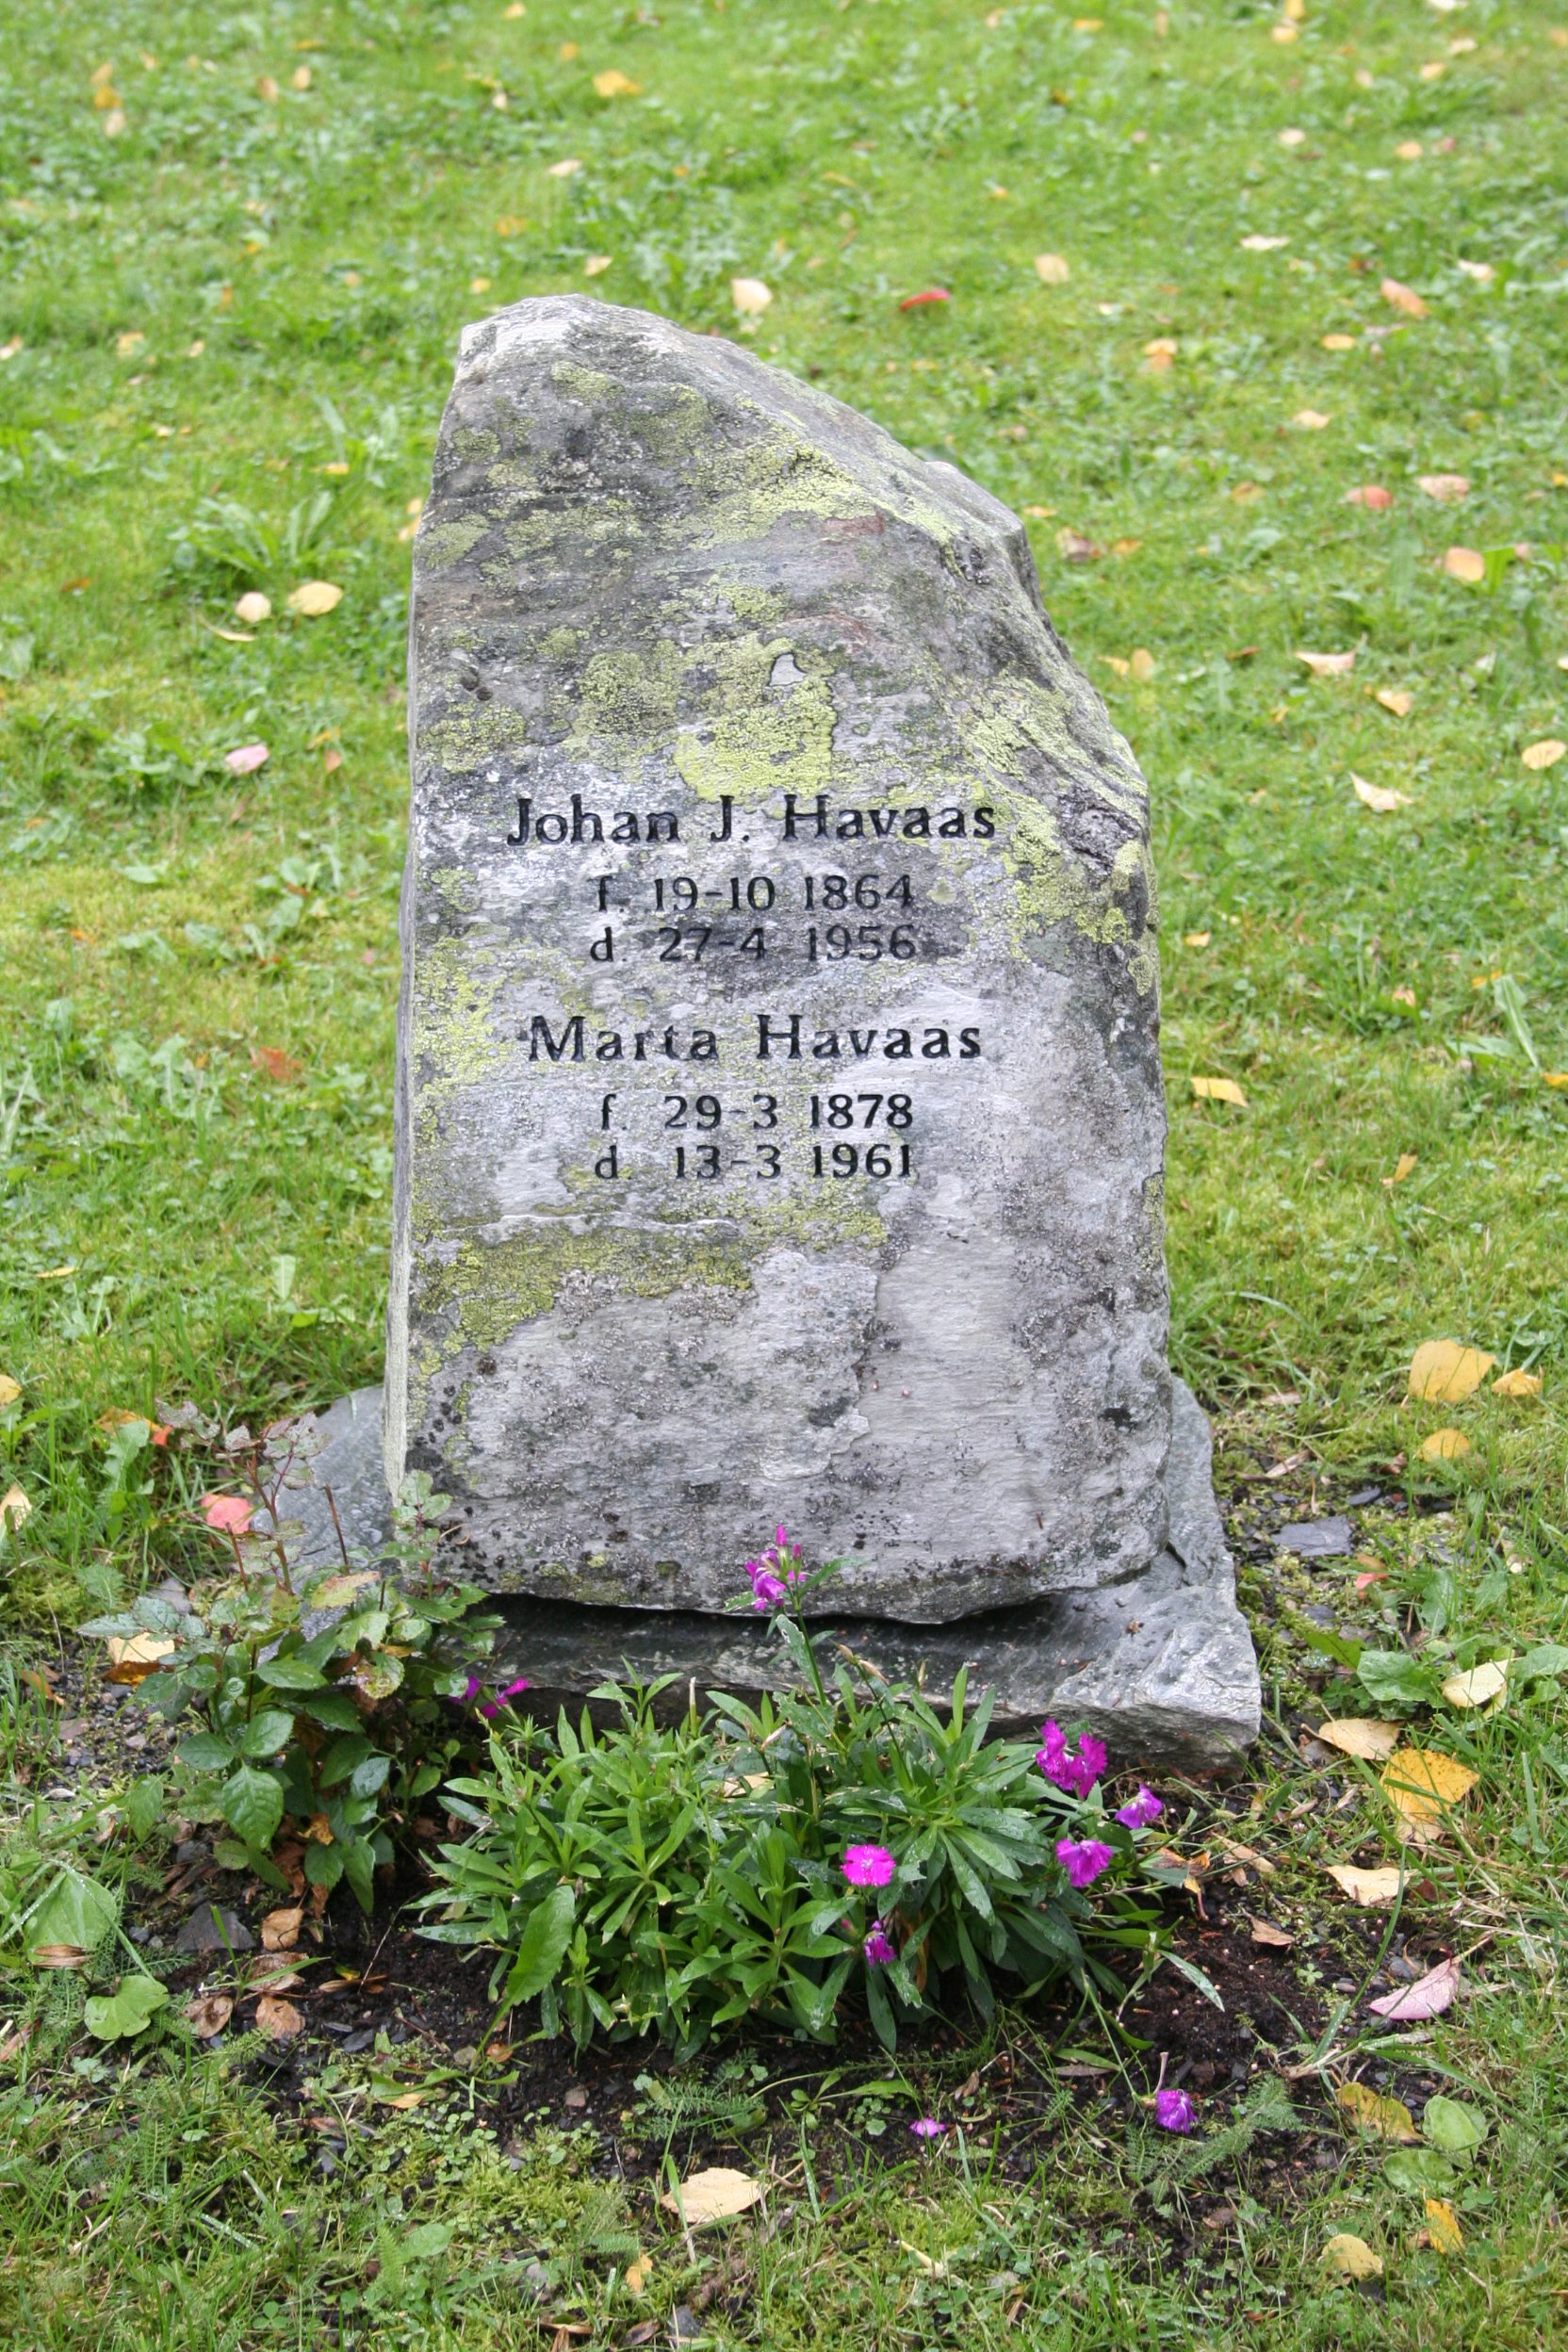 Johan J. Havaas
f. 19-10 1864
d. 27-4 1956
Marta Havaas
f. 29-3 1878
d. 13-3 1961